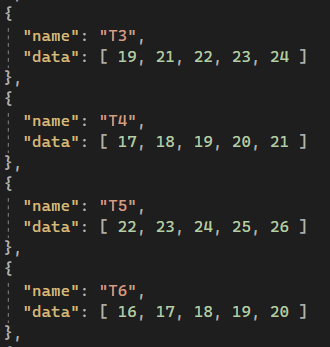 {
"name": "T3",
"data": [ 19, 21, 22, 23, 24 ]
},
{
"name": "T4",
"data": [ 17, 18, 19, 20, 21 ]
},
{
"name": "T5",
"data": [ 22, 23, 24, 25, 26 ]
},
{
"name": "T6",
"data": [ 16, 17, 18, 19, 20 ]
},